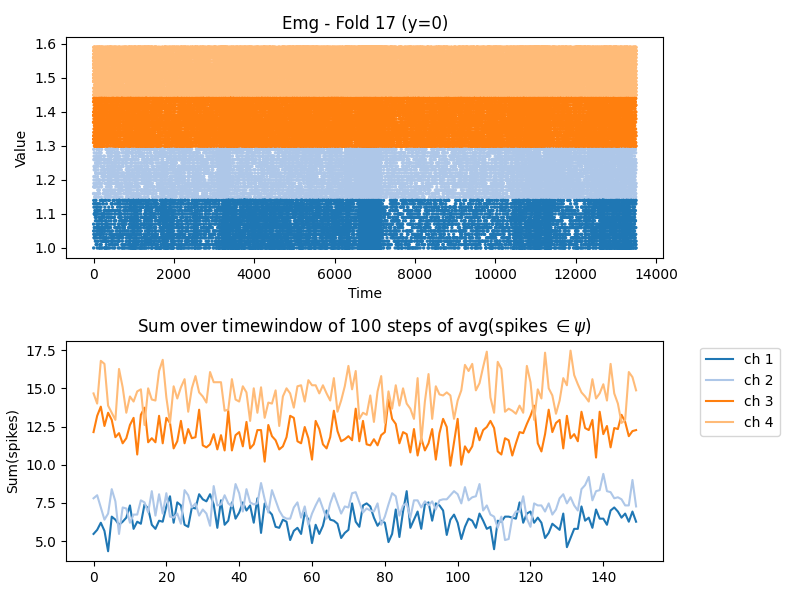 Emg - Fold 17 (y=0)
1.6
1.5
1.4
1.3
1.2
1.1
1.0
Value
0 2000 4000 6000 8000 10000 12000 14000
Time
Sum over timewindow of 100 steps of avg(spikes ∈ψ)
17.5
15.0
12.5
10.0
7.5
5.0
Sum(spikes)
0 20 40 60 80 100 120 140
ch 1
ch 2
ch 3
ch 4